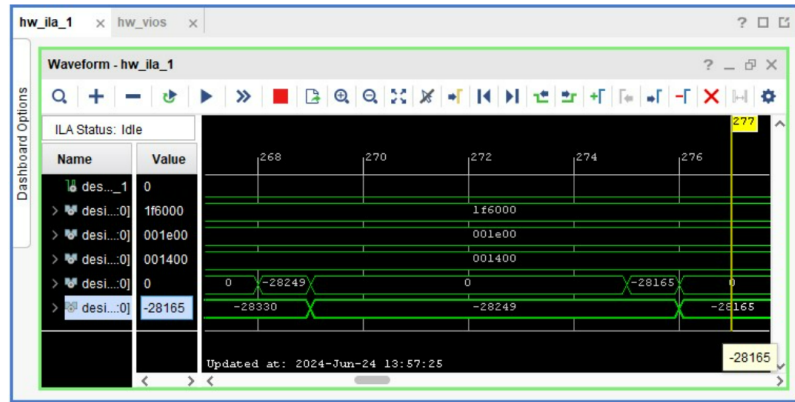 hw_ila_1 × hw_vios × ?
Dashboard Options
Waveform - hw_ila_1 ?
ILA Status: Idle
277
Name Value
268 270 272 274 276
des..._1 0
desi...:0] 1f6000 1f6000
desi...:0] 001e00 001e00
desi...:0] 001400 001400
desi...:0] 0 0 -28249 0 -28165 0
desi...:0] -28165 -28330 -28249 -28165
Updated at: 2024-Jun-24 13:57:25
-28165